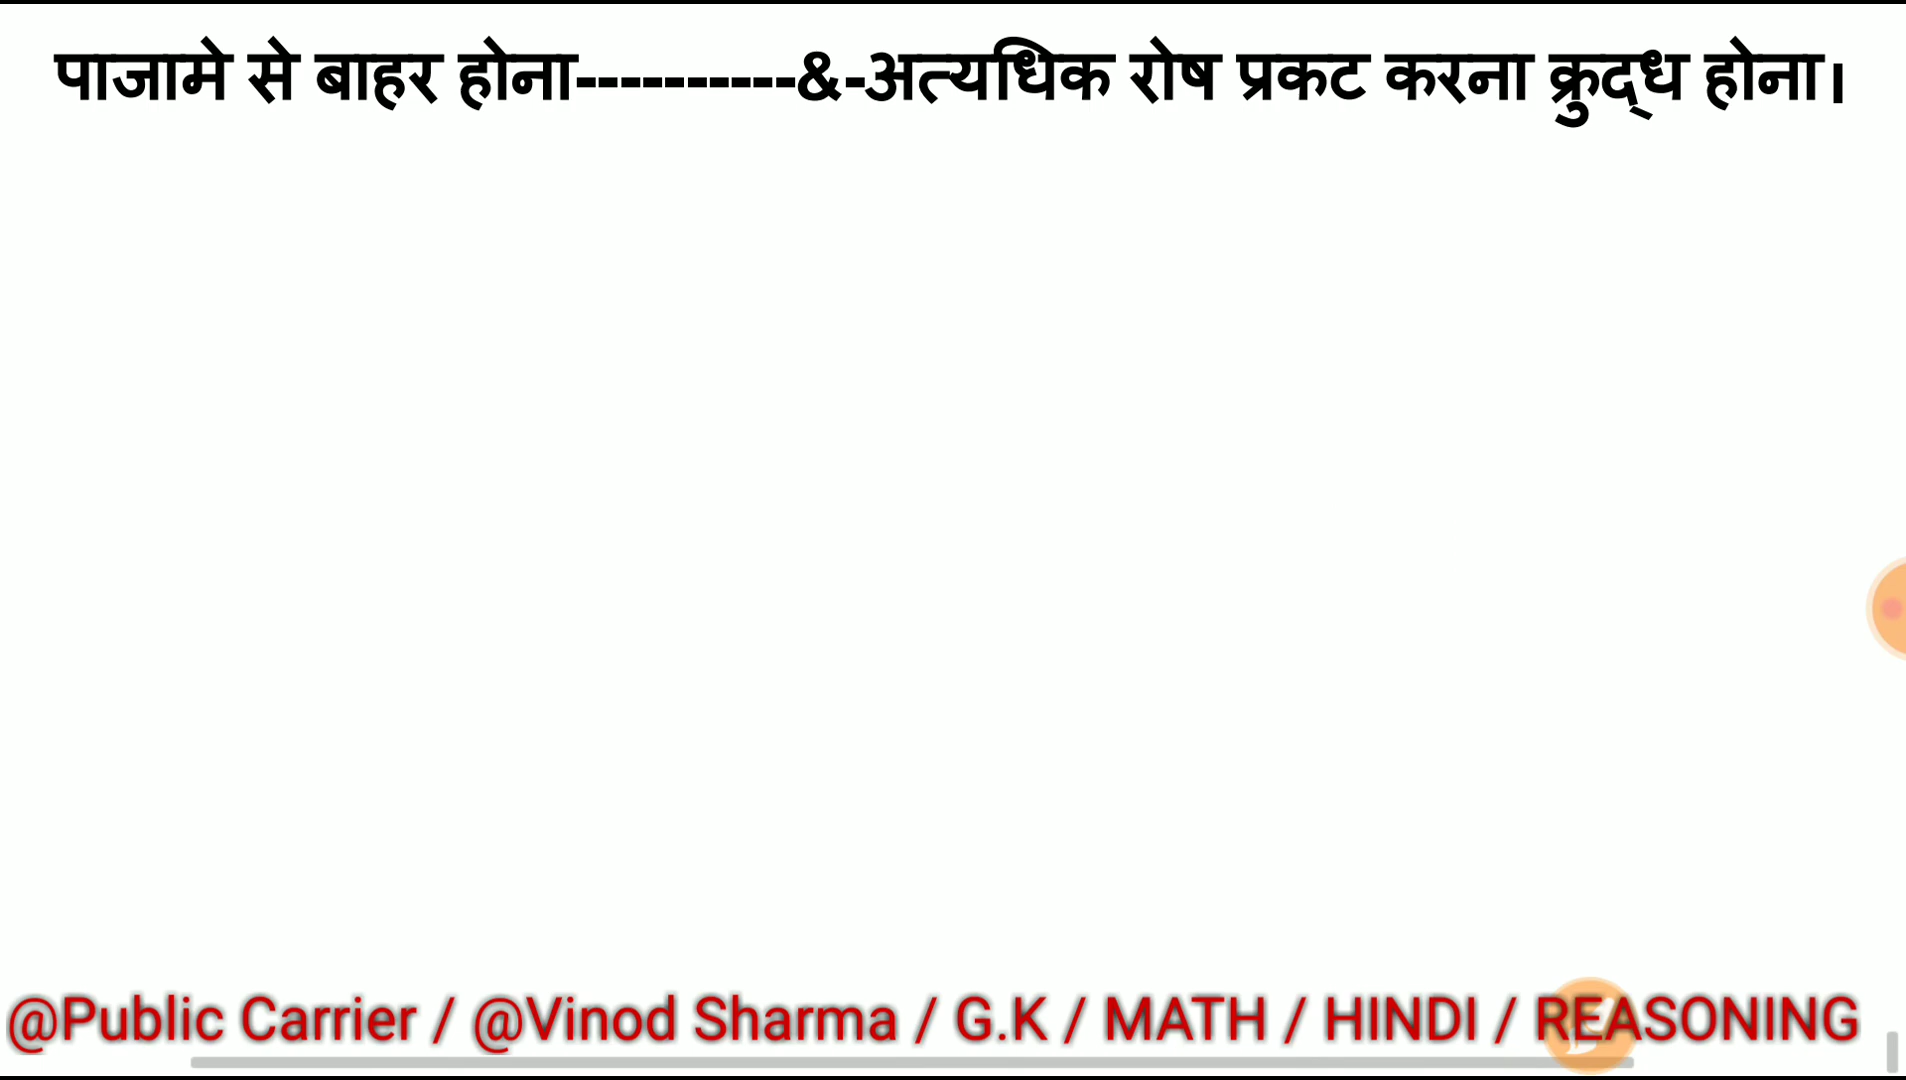 पाजामे से बाहर होना----------&-अत्यधिक रोष प्रकट करना क्रुद्ध होना।
@Public Carrier / @Vinod Sharma / G.K / MATH / HINDI / REASONING